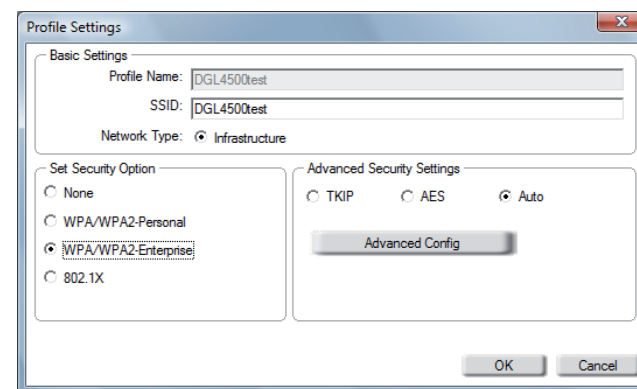 Profile Settings
Basic Settings
Profile Name: DGL4500test
SSID: DGL4500test
Network Type: Infrastructure
Set Security Option
None
WPA/WPA2-Personal
WPA/WPA2-Enterprise
802.1X
Advanced Security Settings
TKIP AES Auto
Advanced Config
OK Cancel